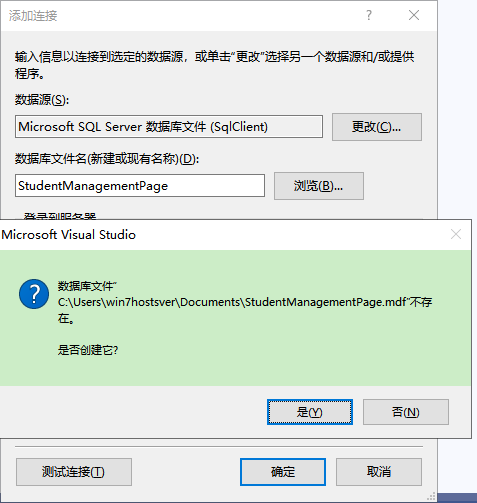 添加连接
输入信息以连接到选定的数据源，或单击“更改”选择另一个数据源和/或提供
程序。
数据源(S):
Microsoft SQL Server 数据库文件 (SqlClient)
更改(C)...
数据库文件名(新建或现有名称)(D):
StudentManagementPage
浏览(B)...
登录到服务器
Microsoft Visual Studio
数据库文件“
C:\Users\win7hostsver\Documents\StudentManagementPage.mdf”不存
在。
是否创建它?
是(Y)
否(N)
测试连接(T)
确定
取消